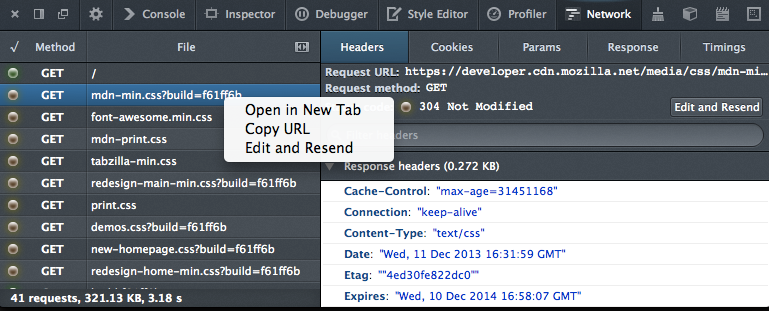 Console Inspector Debugger Style Editor Profiler Network
√ Method File
Headers Cookies Params Response Timings
GET /
GET mdn-min.css?build=f61ff6b
GET font-awesome.min.css
GET mdn-print.css
GET tabzilla-min.css
GET redesign-main-min.css?build=f61ff6b
GET print.css
GET demos.css?build=f61ff6b
GET new-homepage.css?build=f61ff6b
GET redesign-home-min.css?build=f61ff6b
41 requests, 321.13 KB, 3.18 s
Open in New Tab
Copy URL
Edit and Resend
Request URL: https://developer.cdn.mozilla.net/media/css/mdn-mi…
Request method: GET
304 Not Modified Edit and Resend
Response headers (0.272 KB)
Cache-Control: "max-age=31451168"
Connection: "keep-alive"
Content-Type: "text/css"
Date: "Wed, 11 Dec 2013 16:31:59 GMT"
Etag: ""4ed30fe822dc0""
Expires: "Wed, 10 Dec 2014 16:58:07 GMT"